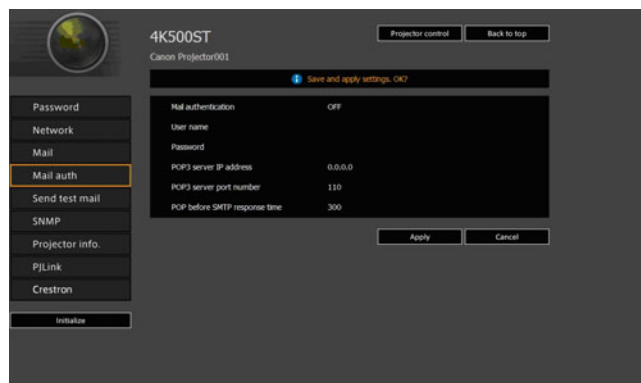 4K500ST
Projector control
Back to top
Canon Projector001
Save and apply settings. OK?
Password
Network
Mail
Mail auth
Send test mail
SNMP
Projector info.
PJLink
Crestron
Initialize
Mail authentication OFF
User name
Password
POP3 server IP address 0.0.0.0
POP3 server port number 110
POP before SMTP response time 300
Apply
Cancel